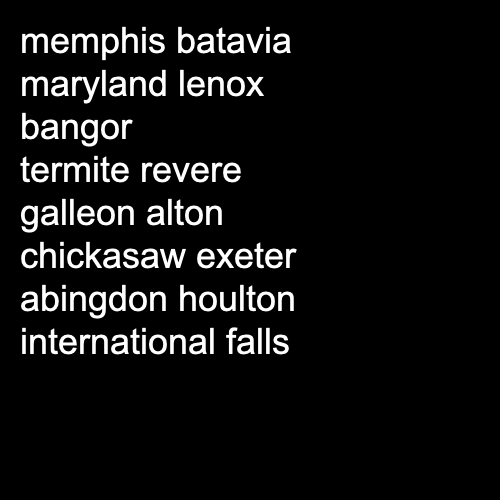 memphis batavia
maryland lenox
bangor
termite revere
galleon alton
chickasaw exeter
abingdon houlton
international falls